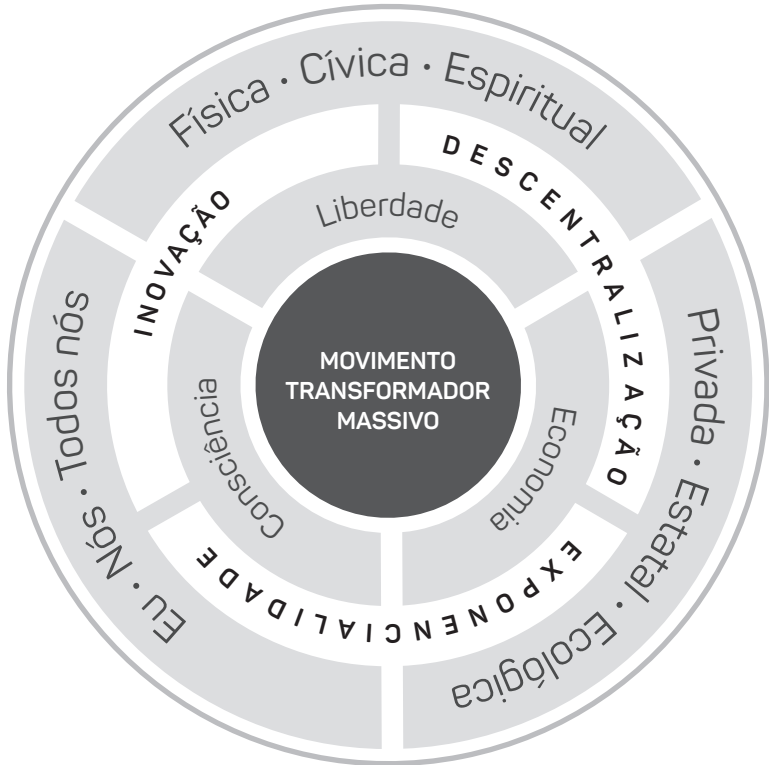 Física · Cívica · Espiritual
DESCENTRALIZAÇÃO
INOVAÇÃO
Liberdade
MOVIMENTO
TRANSFORMADOR
MASSIVO
Consciência
Economia
EXPONENCIALIDADE
Eu · Nós · Todos nós
Privada · Estatal · Ecológica